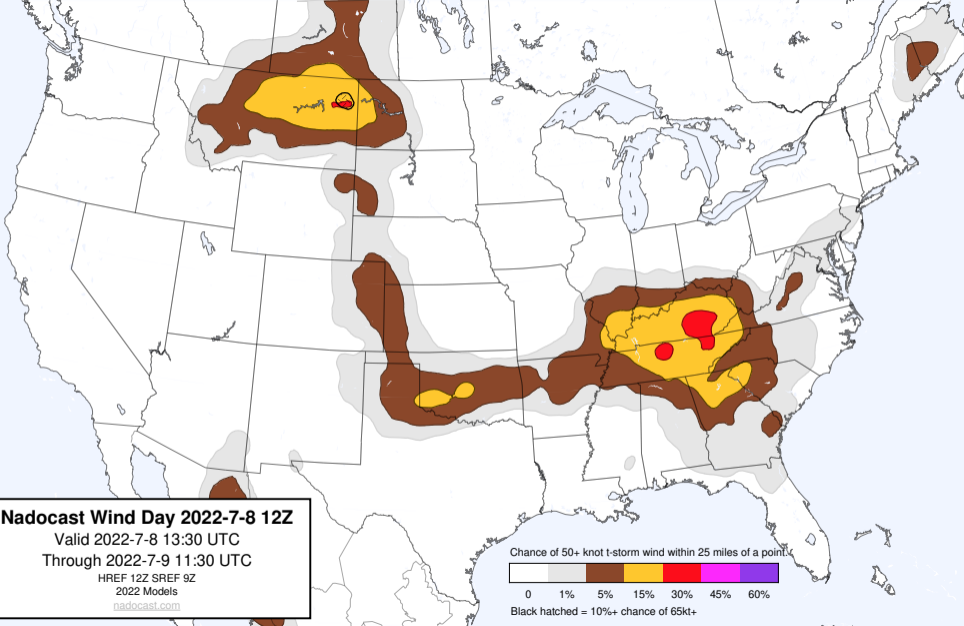 Nadocast Wind Day 2022-7-8 12Z
Valid 2022-7-8 13:30 UTC
Through 2022-7-9 11:30 UTC
HREF 12Z SREF 9Z
2022 Models
nadocast.com
Chance of 50+ knot t-storm wind within 25 miles of a point.
0 1% 5% 15% 30% 45% 60%
Black hatched = 10%+ chance of 65kt+